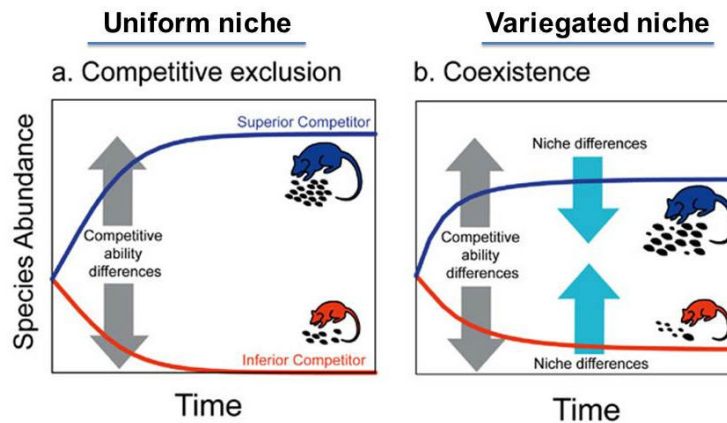 Uniform niche
Variegated niche
a. Competitive exclusion
b. Coexistence
Species Abundance
Superior Competitor
Competitive
ability
differences
Inferior Competitor
Time
Niche differences
Competitive
ability
differences
Niche differences
Time